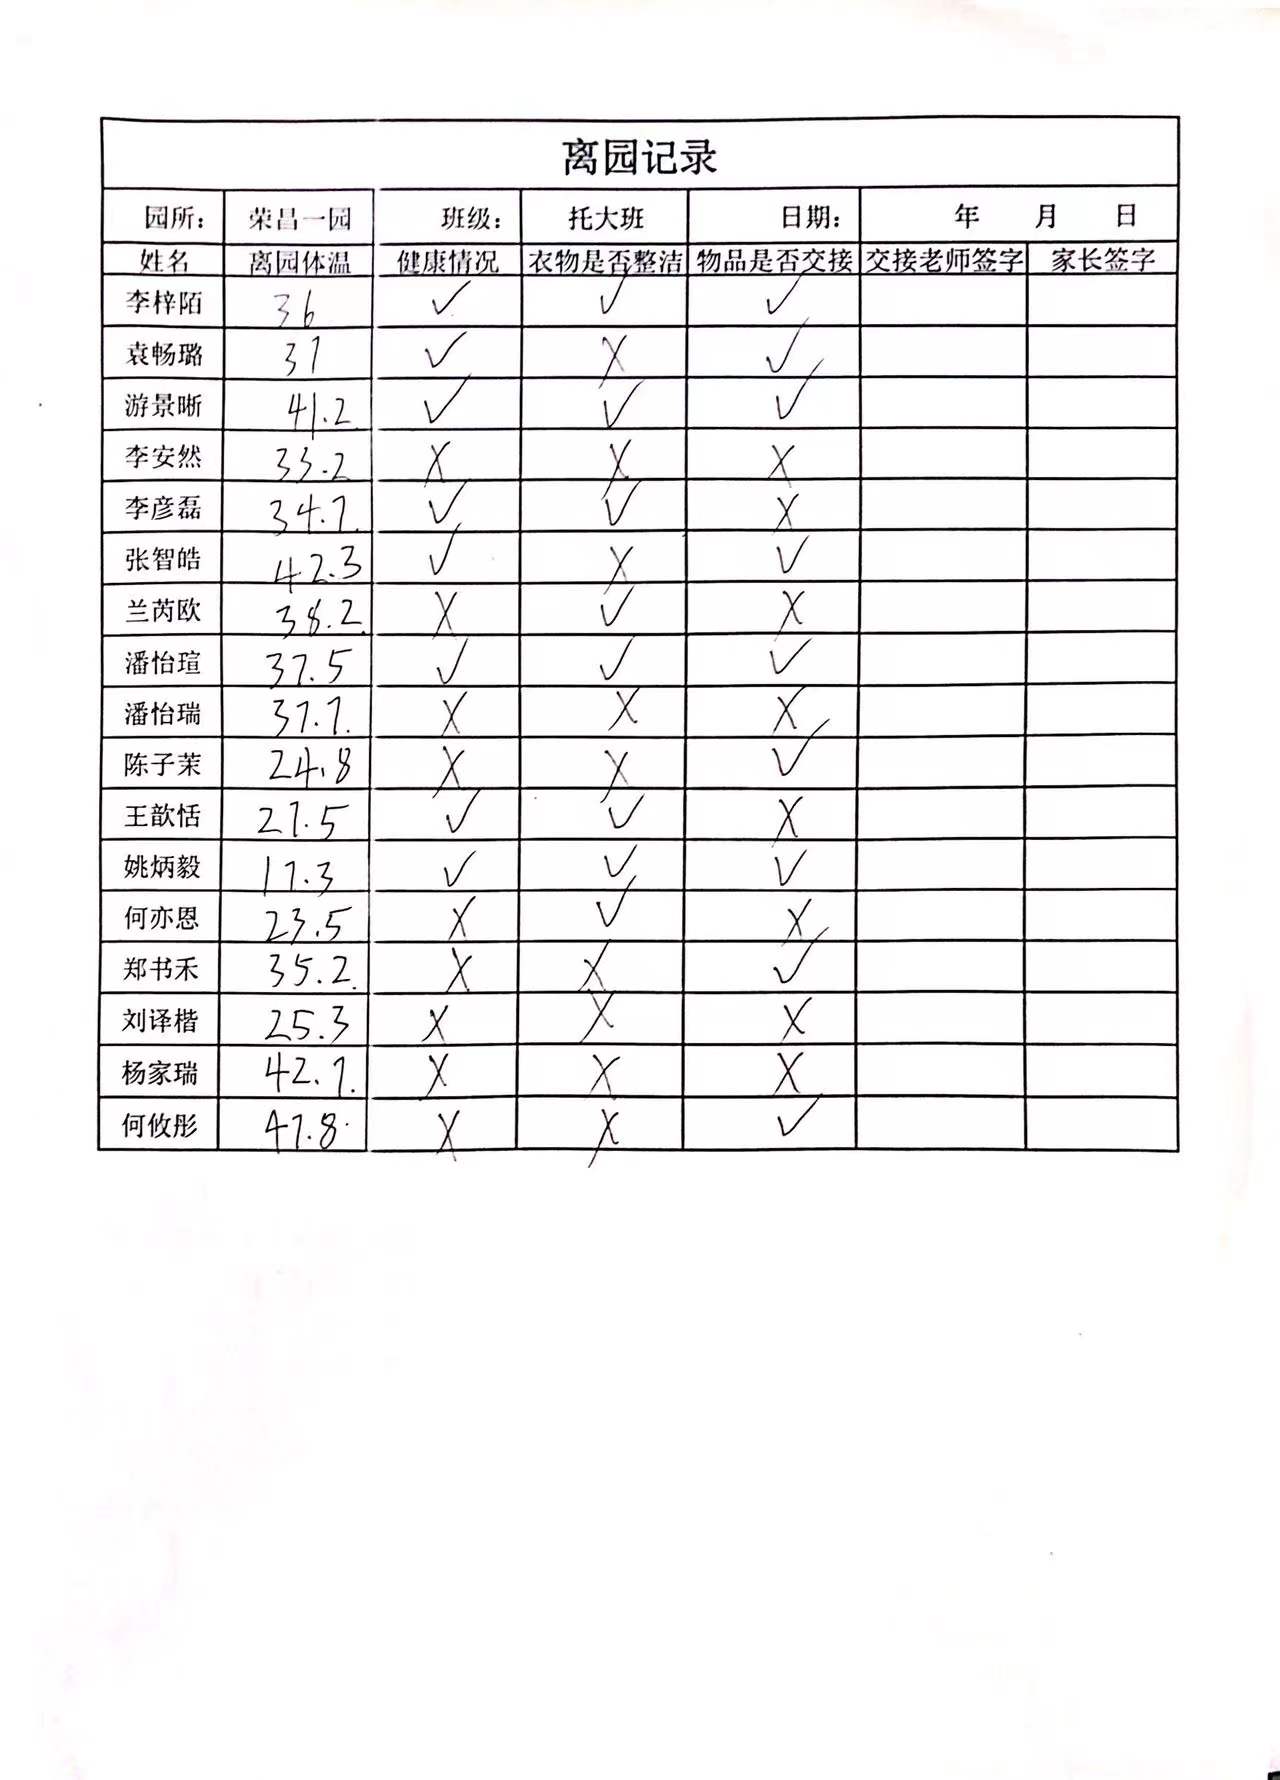 离园记录
园所： 荣昌一园 班级： 托大班 日期： 年 月 日
姓名 离园体温 健康情况 衣物是否整洁 物品是否交接 交接老师签字 家长签字
李梓陌 36 ✓ ✓ ✓
袁畅璐 37 ✓ X ✓
游景晰 41.2 ✓ ✓ ✓
李安然 33.2 X X X
李彦磊 34.7 ✓ ✓ X
张智皓 42.3 ✓ X ✓
兰芮欧 38.2 X ✓ X
潘怡瑄 37.5 ✓ ✓ ✓
潘怡瑞 37.7 X X X
陈子茉 24.8 X X ✓
王歆恬 27.5 ✓ ✓ X
姚炳毅 17.3 ✓ ✓ ✓
何亦恩 23.5 X ✓ X
郑书禾 35.2 X X ✓
刘译楷 25.3 X X X
杨家瑞 42.7 X X X
何攸彤 47.8 X X ✓